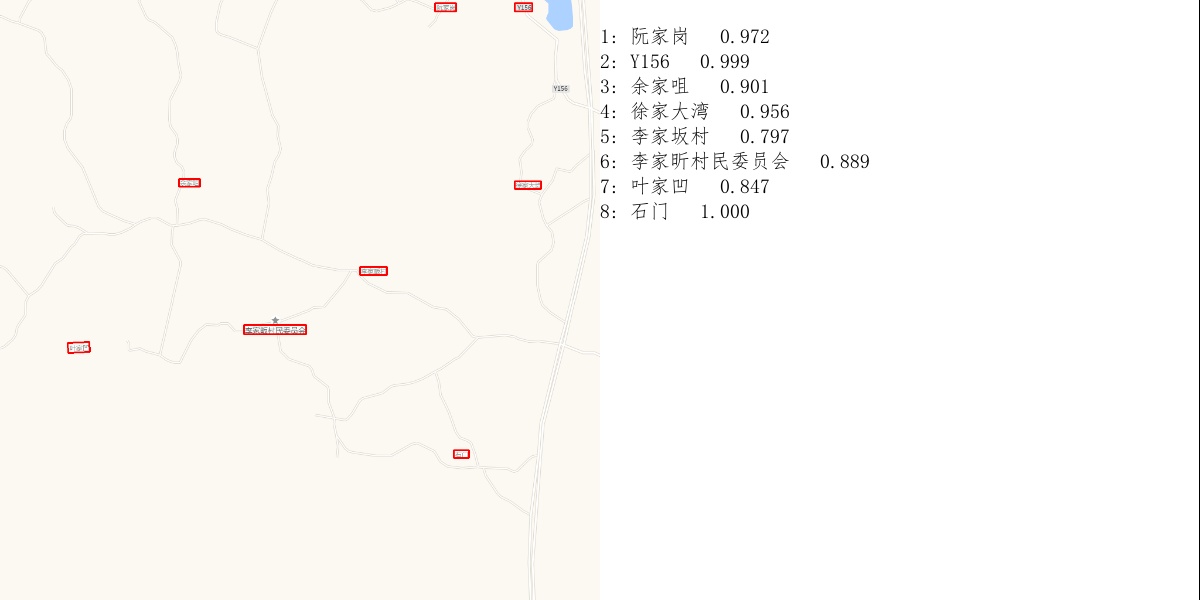 阮家岗
Y156
Y156
余家咀
徐家大湾
李家坂村
李家昕村民委员会
叶家凹
石门
1: 阮家岗 0.972
2: Y156 0.999
3: 余家咀 0.901
4: 徐家大湾 0.956
5: 李家坂村 0.797
6: 李家昕村民委员会 0.889
7: 叶家凹 0.847
8: 石门 1.000